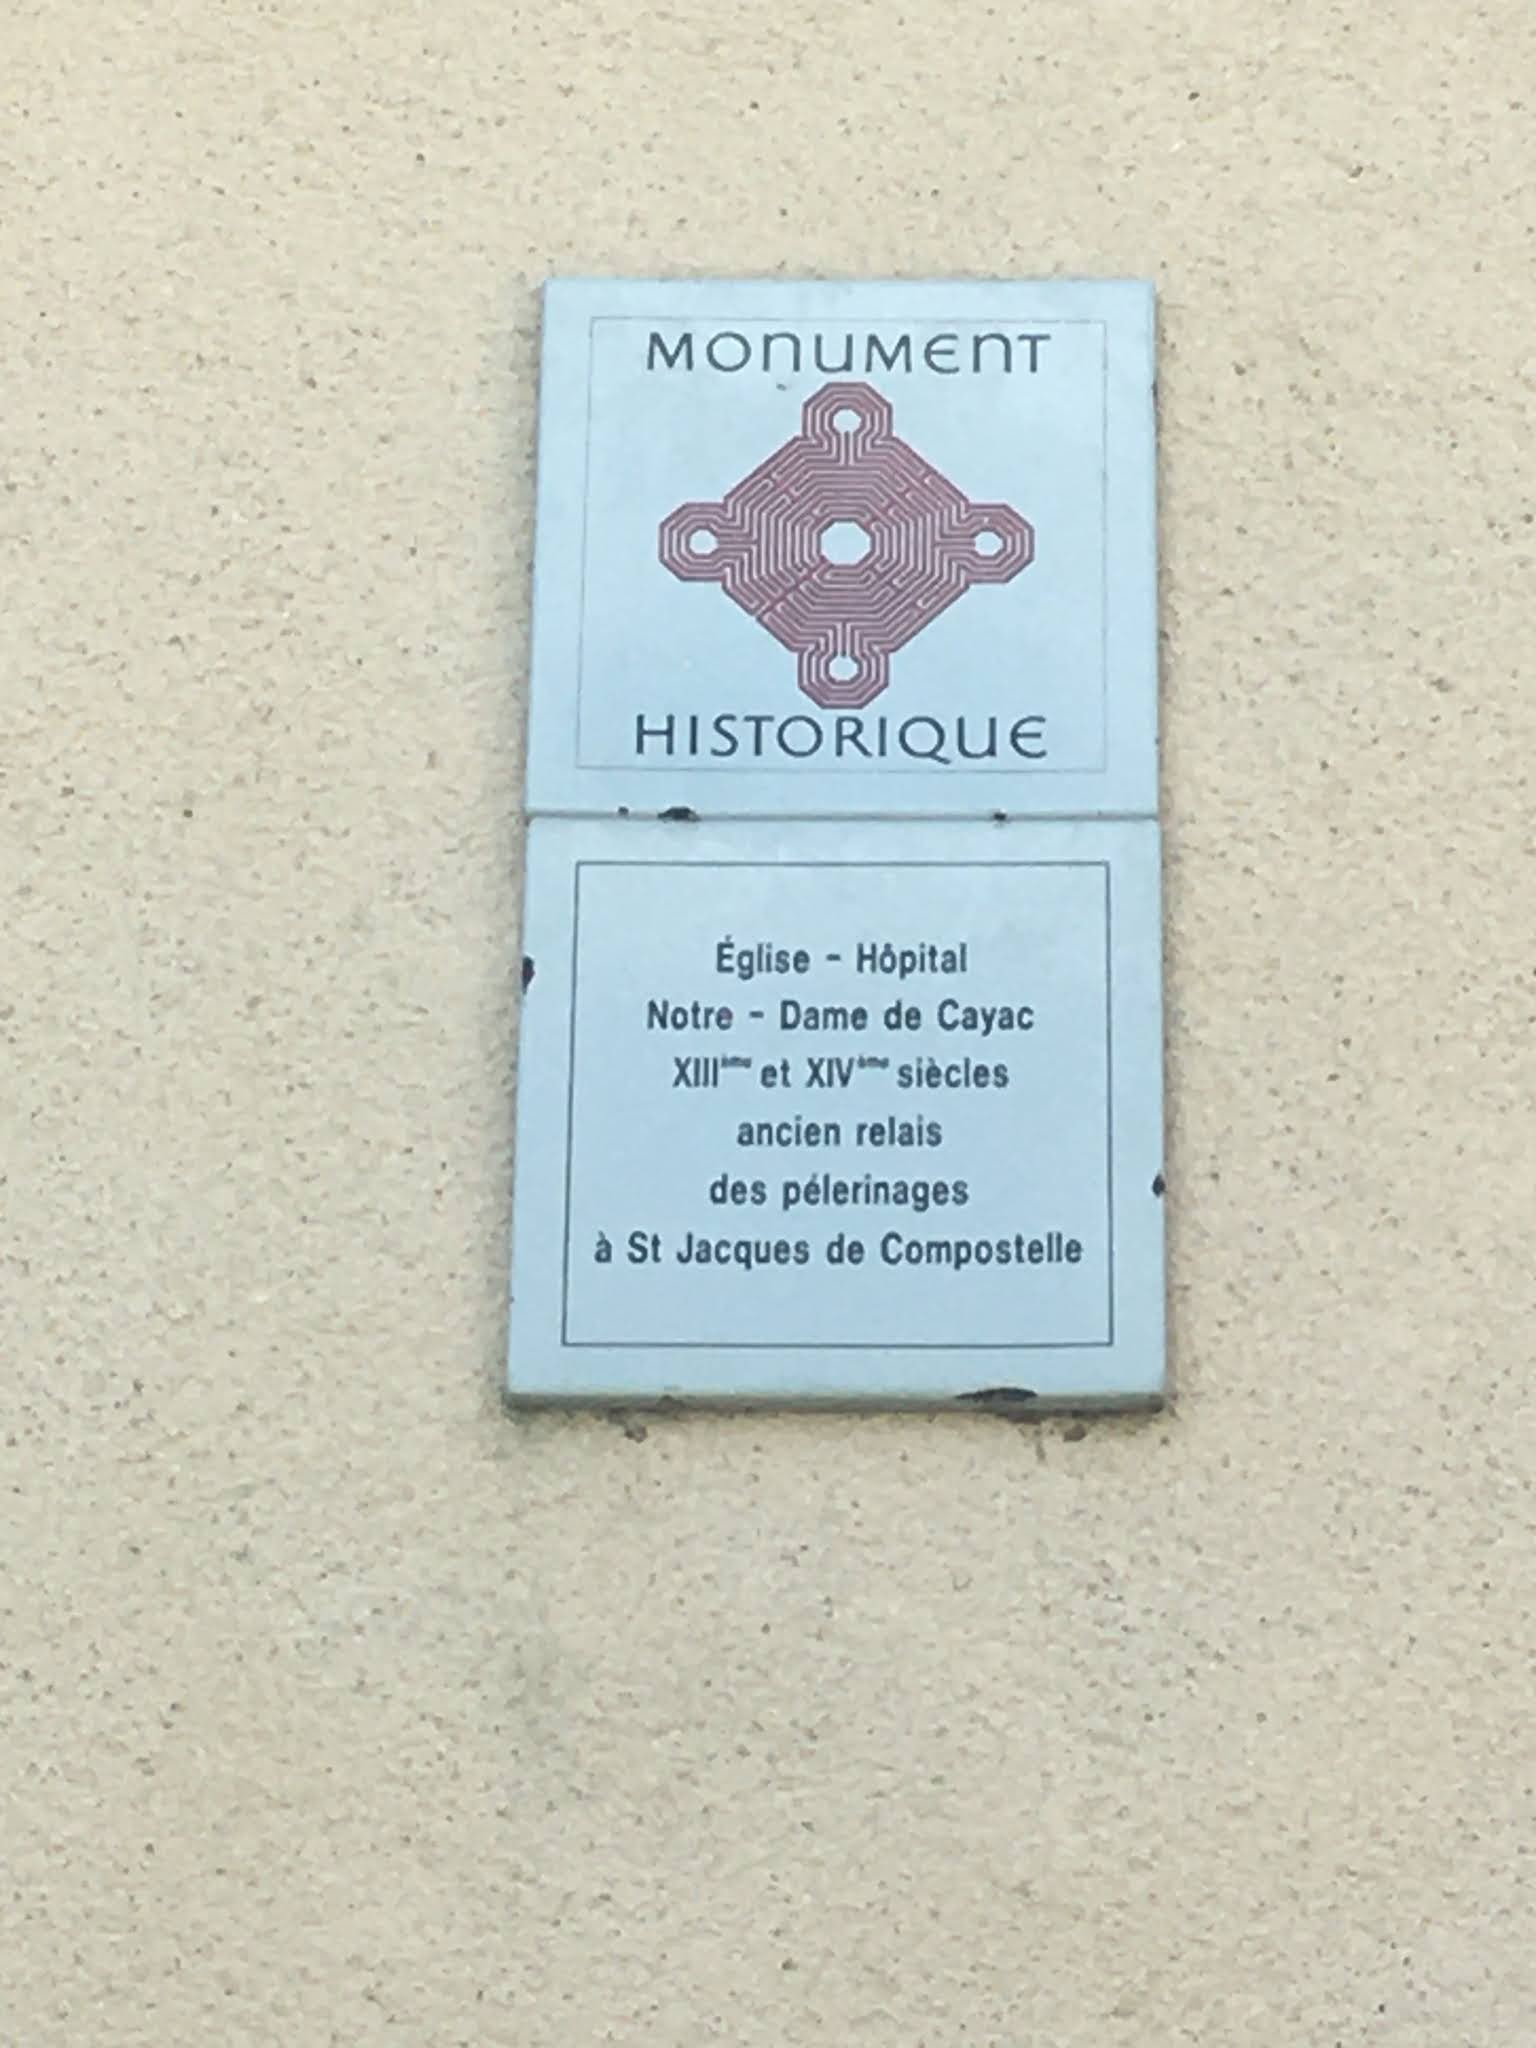 MONUMENT
HISTORIQUE
Église - Hôpital
Notre - Dame de Cayac
XIIIème et XIVème siècles
ancien relais
des pélerinages
à St Jacques de Compostelle